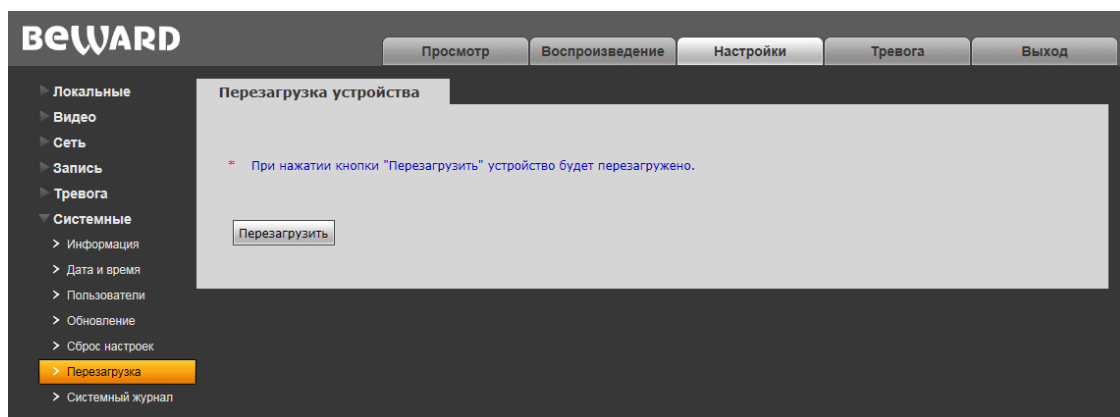 BEWARD
Просмотр
Воспроизведение
Настройки
Тревога
Выход
Локальные
Видео
Сеть
Запись
Тревога
Системные
Информация
Дата и время
Пользователи
Обновление
Сброс настроек
Перезагрузка
Системный журнал
Перезагрузка устройства
* При нажатии кнопки "Перезагрузить" устройство будет перезагружено.
Перезагрузить